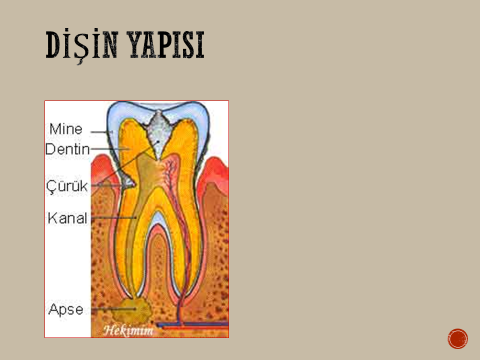 DİŞİN YAPISI
Mine
Dentin
Çürük
Kanal
Apse
Hekimim